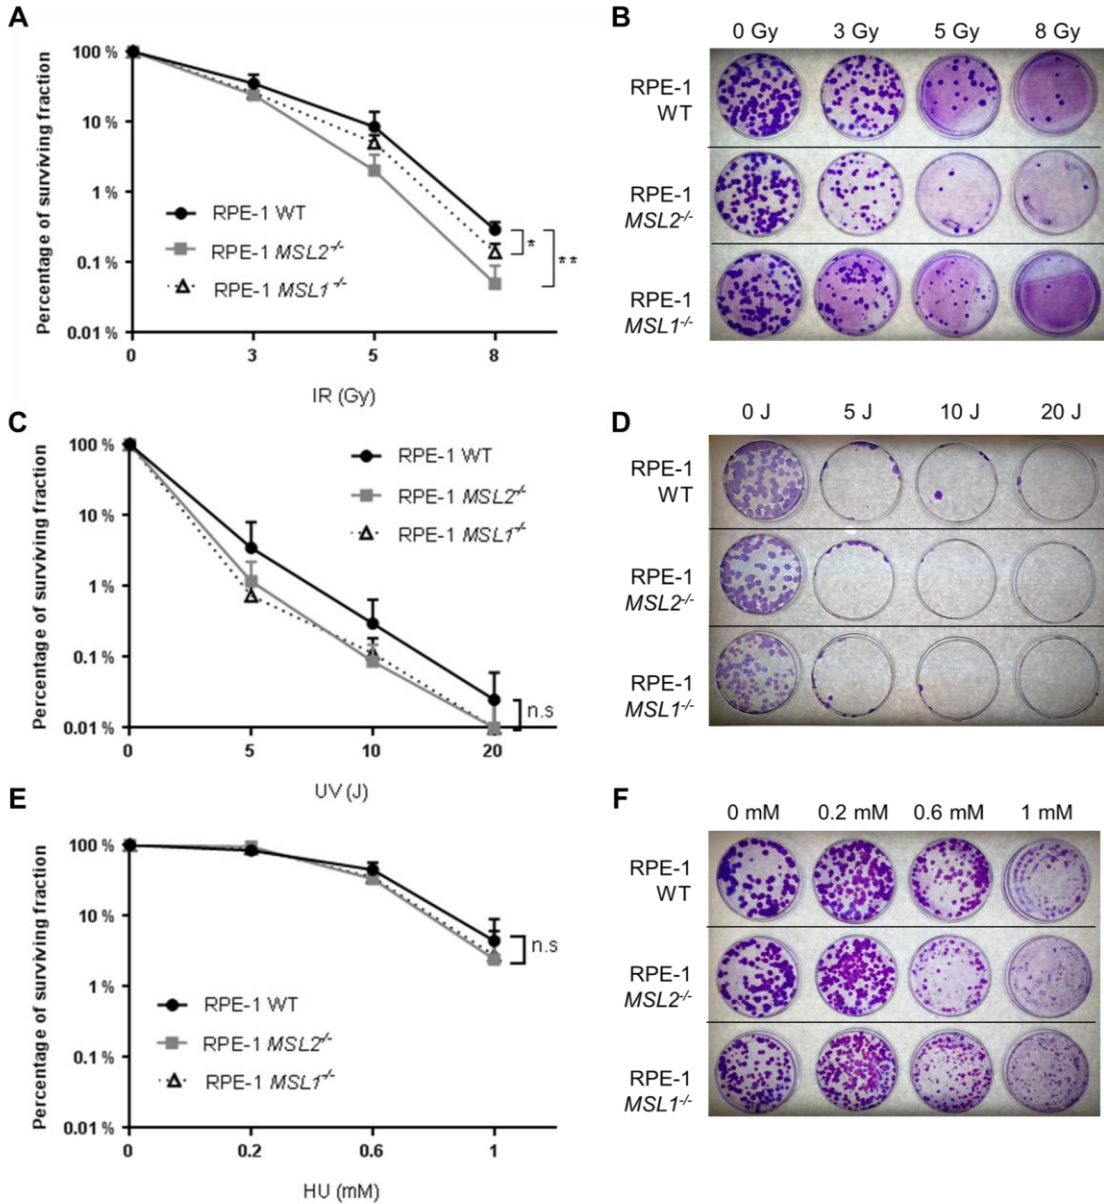 A
100 %
10 %
1 %
0.1 %
0.01 %
Percentage of surviving fraction
RPE-1 WT
RPE-1 MSL2-/-
RPE-1 MSL1-/-
*
**
0 3 5 8
IR (Gy)
B
0 Gy 3 Gy 5 Gy 8 Gy
RPE-1
WT
RPE-1
MSL2-/-
RPE-1
MSL1-/-
C
100 %
10 %
1 %
0.1 %
0.01 %
Percentage of surviving fraction
RPE-1 WT
RPE-1 MSL2-/-
RPE-1 MSL1-/-
n.s
0 5 10 20
UV (J)
D
0 J 5 J 10 J 20 J
RPE-1
WT
RPE-1
MSL2-/-
RPE-1
MSL1-/-
E
100 %
10 %
1 %
0.1 %
0.01 %
Percentage of surviving fraction
n.s
RPE-1 WT
RPE-1 MSL2-/-
RPE-1 MSL1-/-
0 0.2 0.6 1
HU (mM)
F
0 mM 0.2 mM 0.6 mM 1 mM
RPE-1
WT
RPE-1
MSL2-/-
RPE-1
MSL1-/-